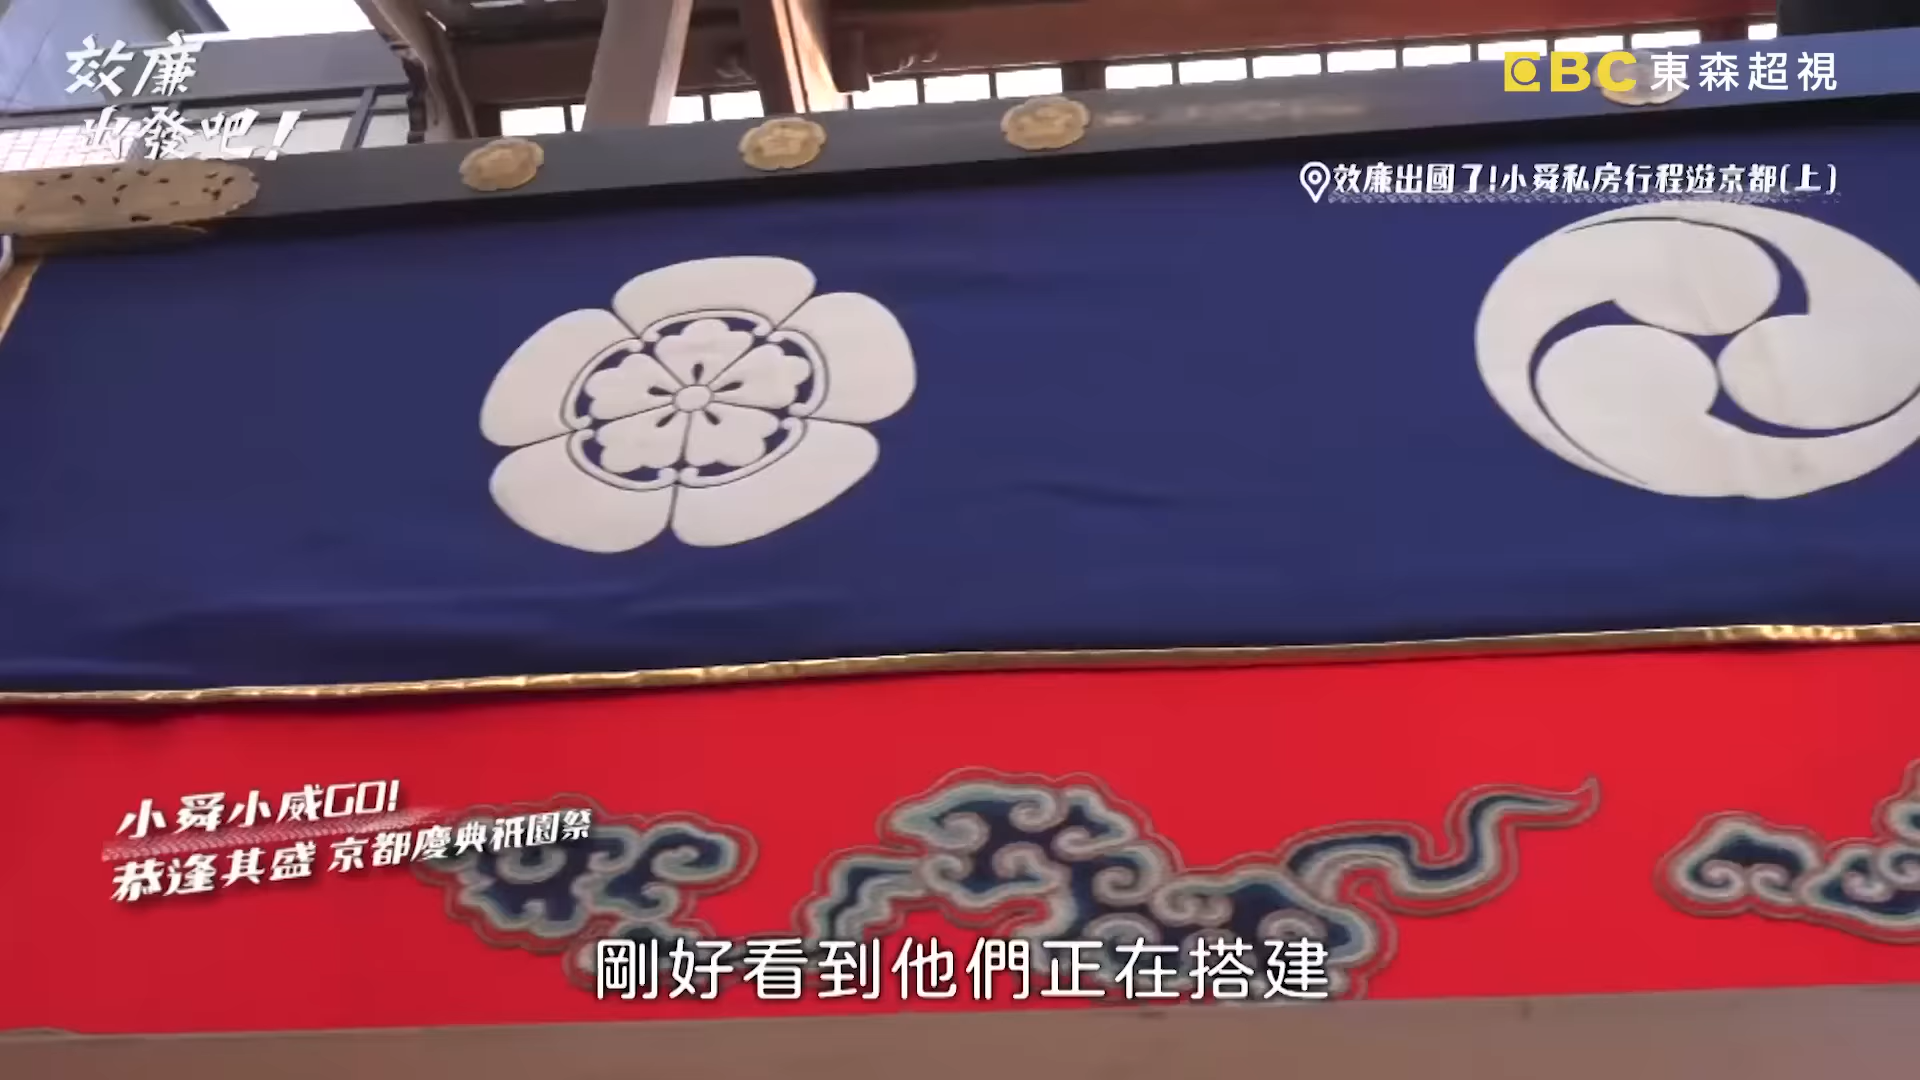 效廉
出發吧!
EBC 東森超視
效廉出國了!小舜私房行程遊京都(上)
小舜小威GO!
恭逢其盛 京都慶典祇園祭
剛好看到他們正在搭建